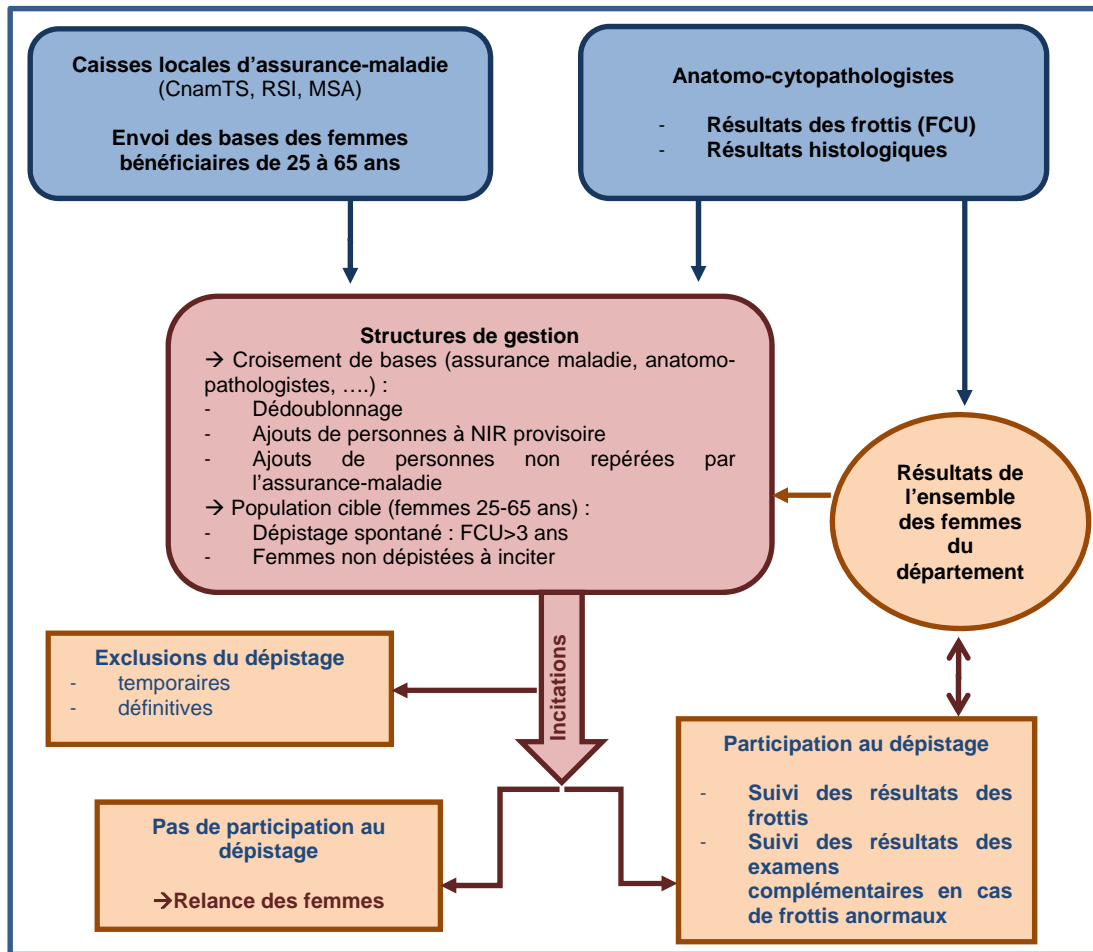 Caisses locales d'assurance-maladie
(CnamTS, RSI, MSA)
Envoi des bases des femmes
bénéficiaires de 25 à 65 ans
Anatomo-cytopathologistes
- Résultats des frottis (FCU)
- Résultats histologiques
Structures de gestion
→ Croisement de bases (assurance maladie, anatomo-
pathologistes, ….) :
- Dédoublonnage
- Ajouts de personnes à NIR provisoire
- Ajouts de personnes non repérées par
l'assurance-maladie
→ Population cible (femmes 25-65 ans) :
- Dépistage spontané : FCU>3 ans
- Femmes non dépistées à inciter
Résultats de
l'ensemble
des femmes
du
département
Incitations
Exclusions du dépistage
- temporaires
- définitives
Pas de participation au
dépistage
→Relance des femmes
Participation au dépistage
- Suivi des résultats des
frottis
- Suivi des résultats des
examens
complémentaires en cas
de frottis anormaux